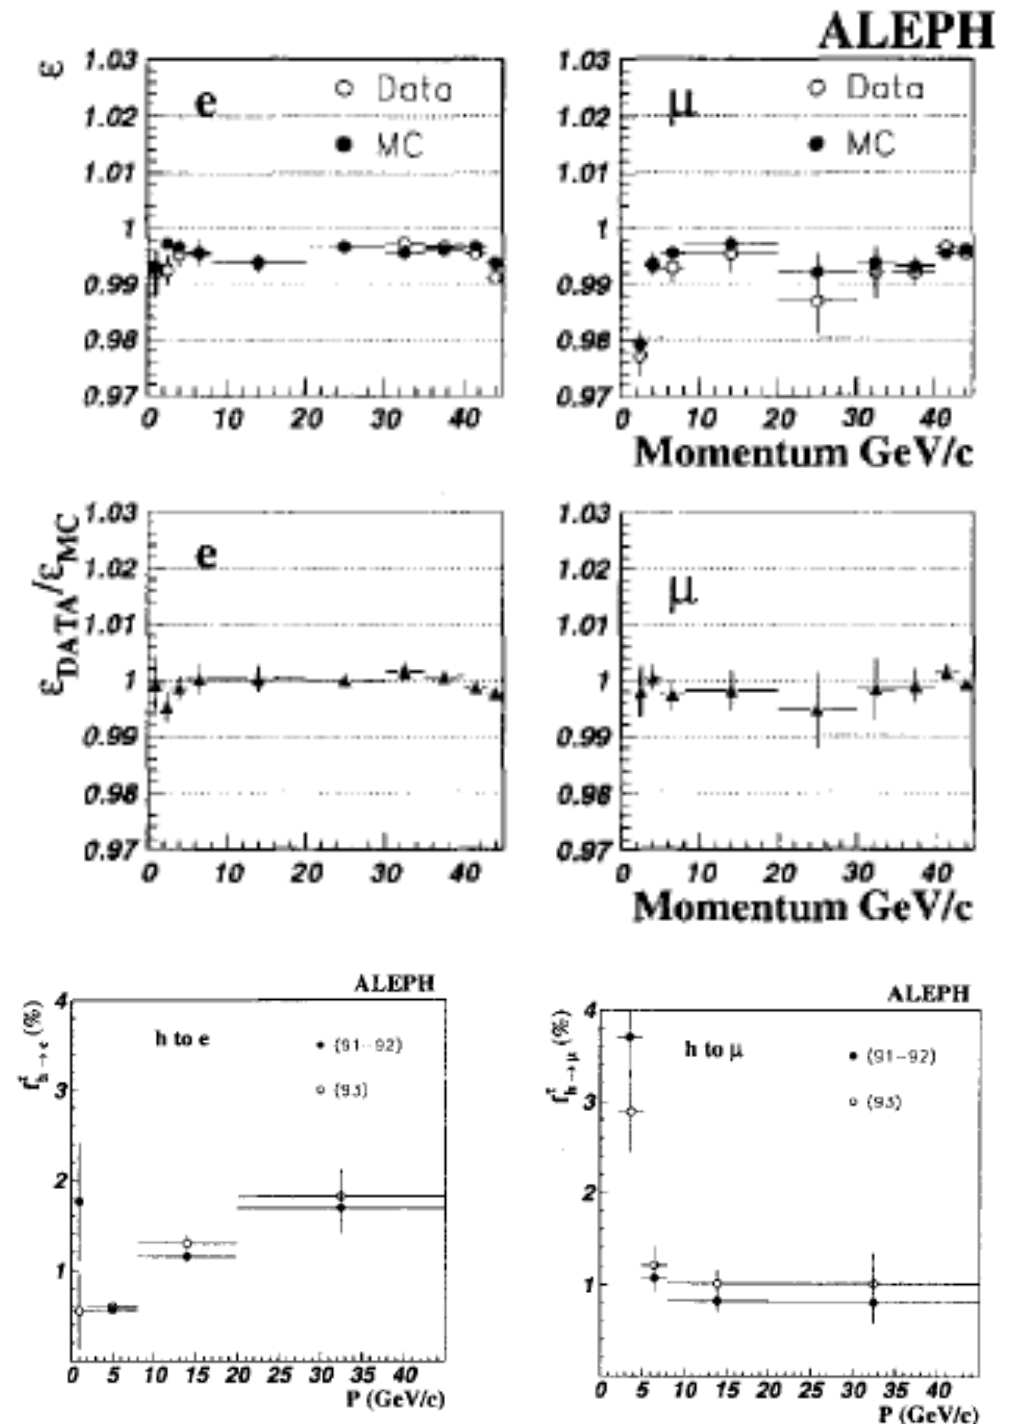 ALEPH
ε
1.03
1.02
1.01
1
0.99
0.98
0.97
e
Data
MC
0 10 20 30 40
1.03
1.02
1.01
1
0.99
0.98
0.97
μ
Data
MC
0 10 20 30 40
Momentum GeV/c
εDATA/εMC
1.03
1.02
1.01
1
0.99
0.98
0.97
e
0 10 20 30 40
1.03
1.02
1.01
1
0.99
0.98
0.97
μ
0 10 20 30 40
Momentum GeV/c
ALEPH
f^τ_h→e (%)
4
3
2
1
h to e
(91-92)
(93)
0 5 10 15 20 25 30 35 40
P (GeV/c)
ALEPH
f^τ_h→μ (%)
4
3
2
1
h to μ
(91-92)
(93)
0 5 10 15 20 25 30 35 40
P (GeV/c)